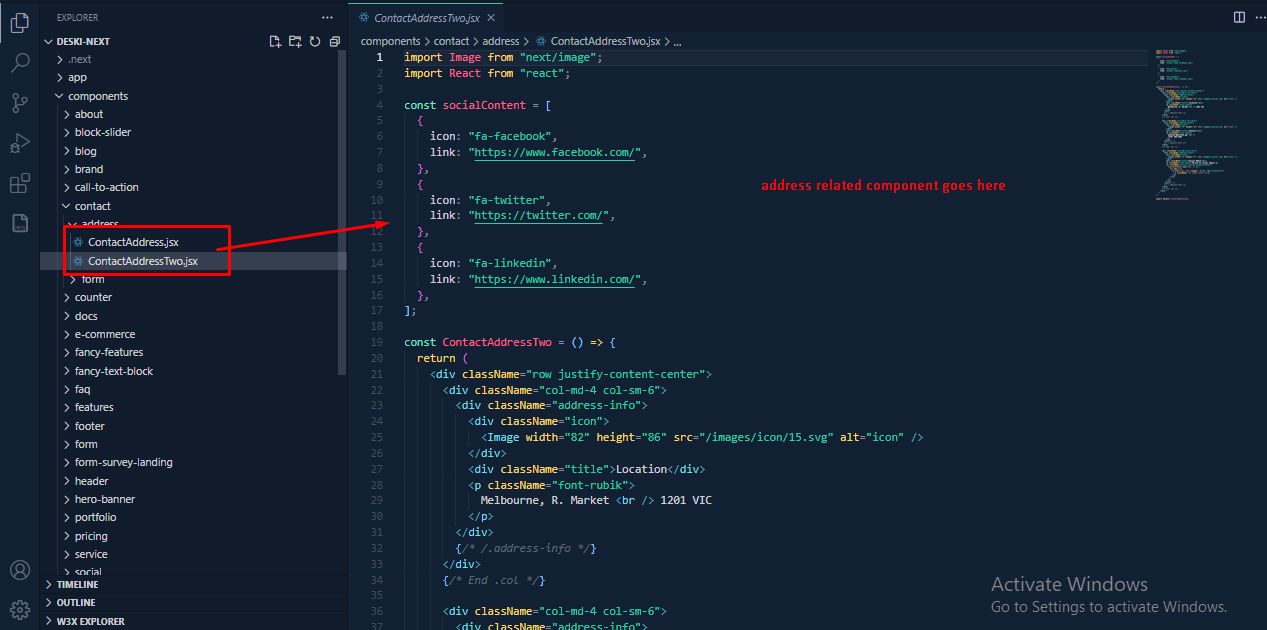 EXPLORER
DESKI-NEXT
.next
app
components
about
block-slider
blog
brand
call-to-action
contact
address
ContactAddress.jsx
ContactAddressTwo.jsx
form
counter
docs
e-commerce
fancy-features
fancy-text-block
faq
features
footer
form
form-survey-landing
header
hero-banner
portfolio
pricing
service
social
TIMELINE
OUTLINE
W3X EXPLORER
ContactAddressTwo.jsx
components > contact > address > ContactAddressTwo.jsx > ...
1 import Image from "next/image";
2 import React from "react";
3
4 const socialContent = [
5 {
6 icon: "fa-facebook",
7 link: "https://www.facebook.com/",
8 },
9 {
10 icon: "fa-twitter",
11 link: "https://twitter.com/",
12 },
13 {
14 icon: "fa-linkedin",
15 link: "https://www.linkedin.com/",
16 },
17 ];
18
19 const ContactAddressTwo = () => {
20 return (
21 <div className="row justify-content-center">
22 <div className="col-md-4 col-sm-6">
23 <div className="address-info">
24 <div className="icon">
25 <Image width="82" height="86" src="/images/icon/15.svg" alt="icon" />
26 </div>
27 <div className="title">Location</div>
28 <p className="font-rubik">
29 Melbourne, R. Market <br /> 1201 VIC
30 </p>
31 </div>
32 {/* /.address-info */}
33 </div>
34 {/* End .col */}
35
36 <div className="col-md-4 col-sm-6">
37 <div className="address-info">
address related component goes here
Activate Windows
Go to Settings to activate Windows.